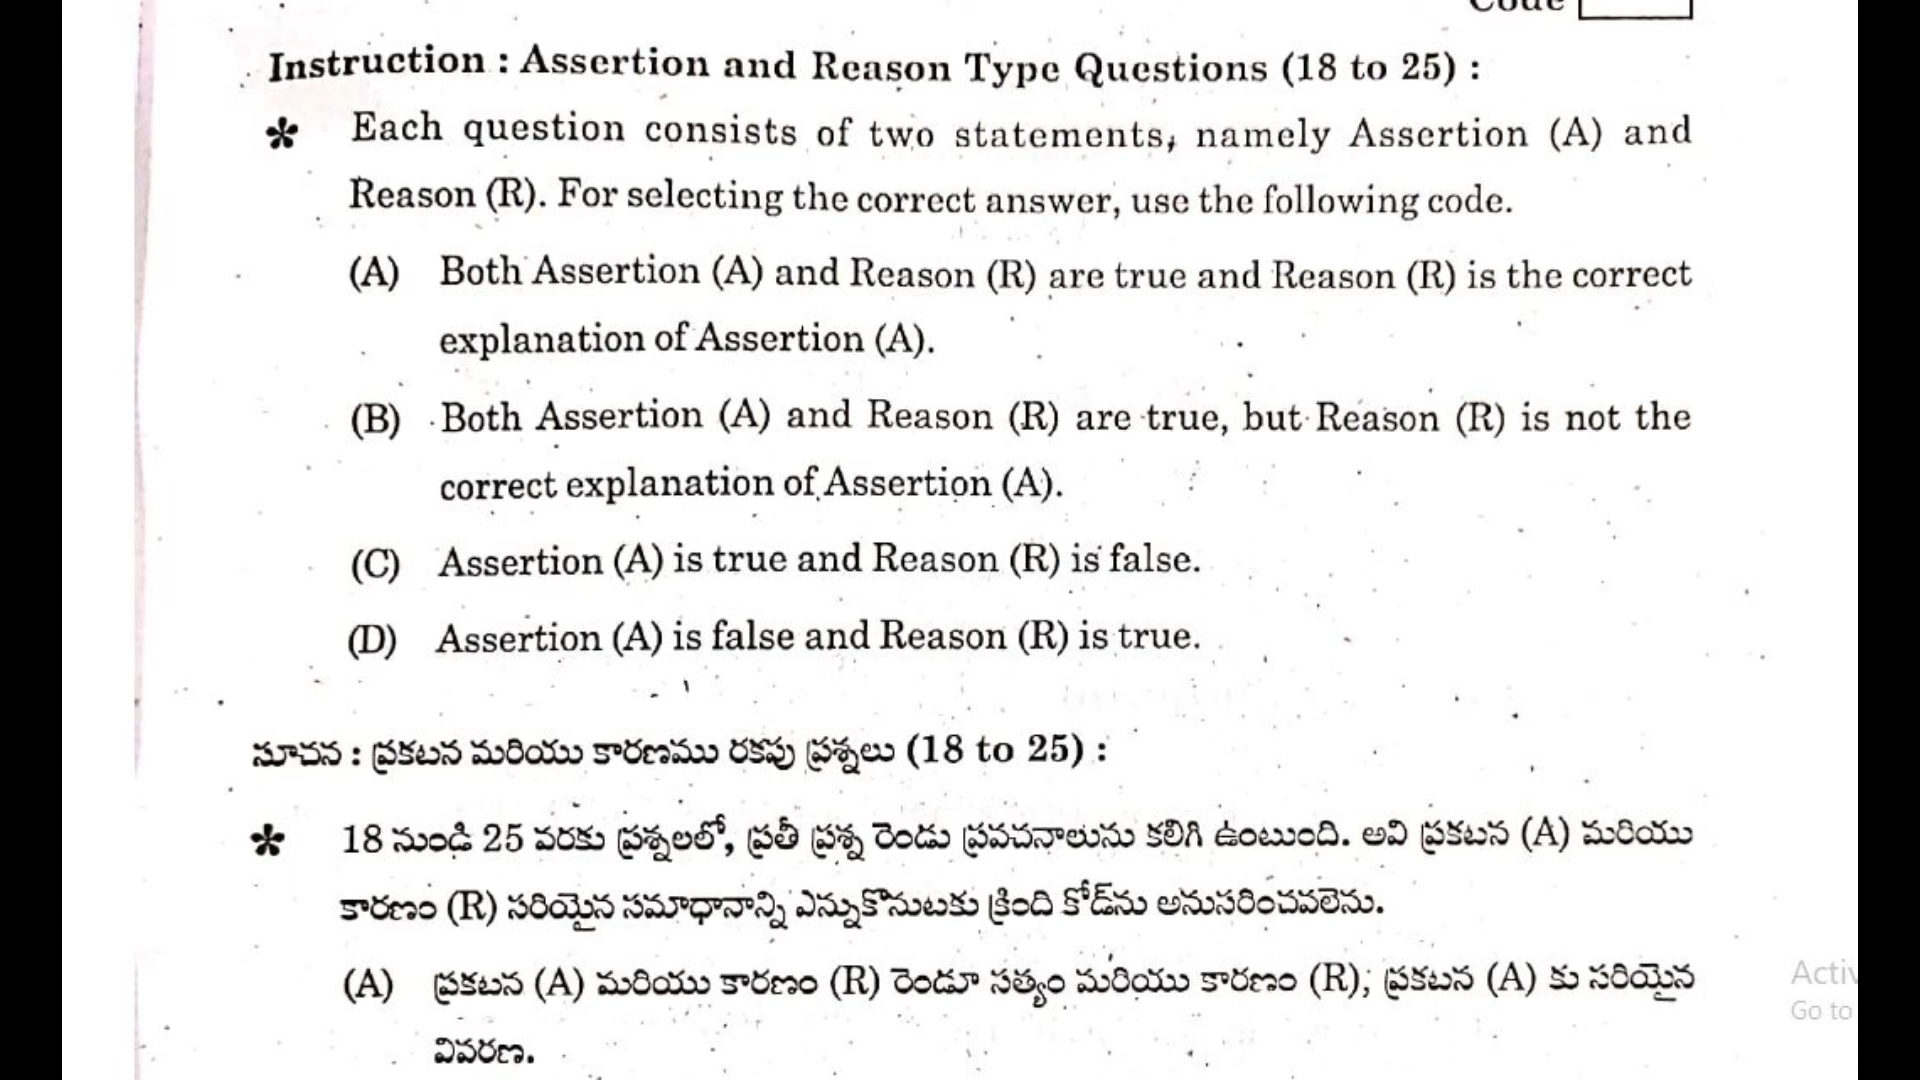 Code
Instruction : Assertion and Reason Type Questions (18 to 25) :
* Each question consists of two statements, namely Assertion (A) and
Reason (R). For selecting the correct answer, use the following code.
(A) Both Assertion (A) and Reason (R) are true and Reason (R) is the correct
explanation of Assertion (A).
(B) Both Assertion (A) and Reason (R) are true, but Reason (R) is not the
correct explanation of Assertion (A).
(C) Assertion (A) is true and Reason (R) is false.
(D) Assertion (A) is false and Reason (R) is true.
సూచన : ప్రకటన మరియు కారణము రకపు ప్రశ్నలు (18 to 25) :
* 18 నుండి 25 వరకు ప్రశ్నలలో, ప్రతీ ప్రశ్న రెండు ప్రవచనాలును కలిగి ఉంటుంది. అవి ప్రకటన (A) మరియు
కారణం (R) సరియైన సమాధానాన్ని ఎన్నుకొనుటకు క్రింది కోడ్‌ను అనుసరించవలెను.
(A) ప్రకటన (A) మరియు కారణం (R) రెండూ సత్యం మరియు కారణం (R); ప్రకటన (A) కు సరియైన
వివరణ.
Go to